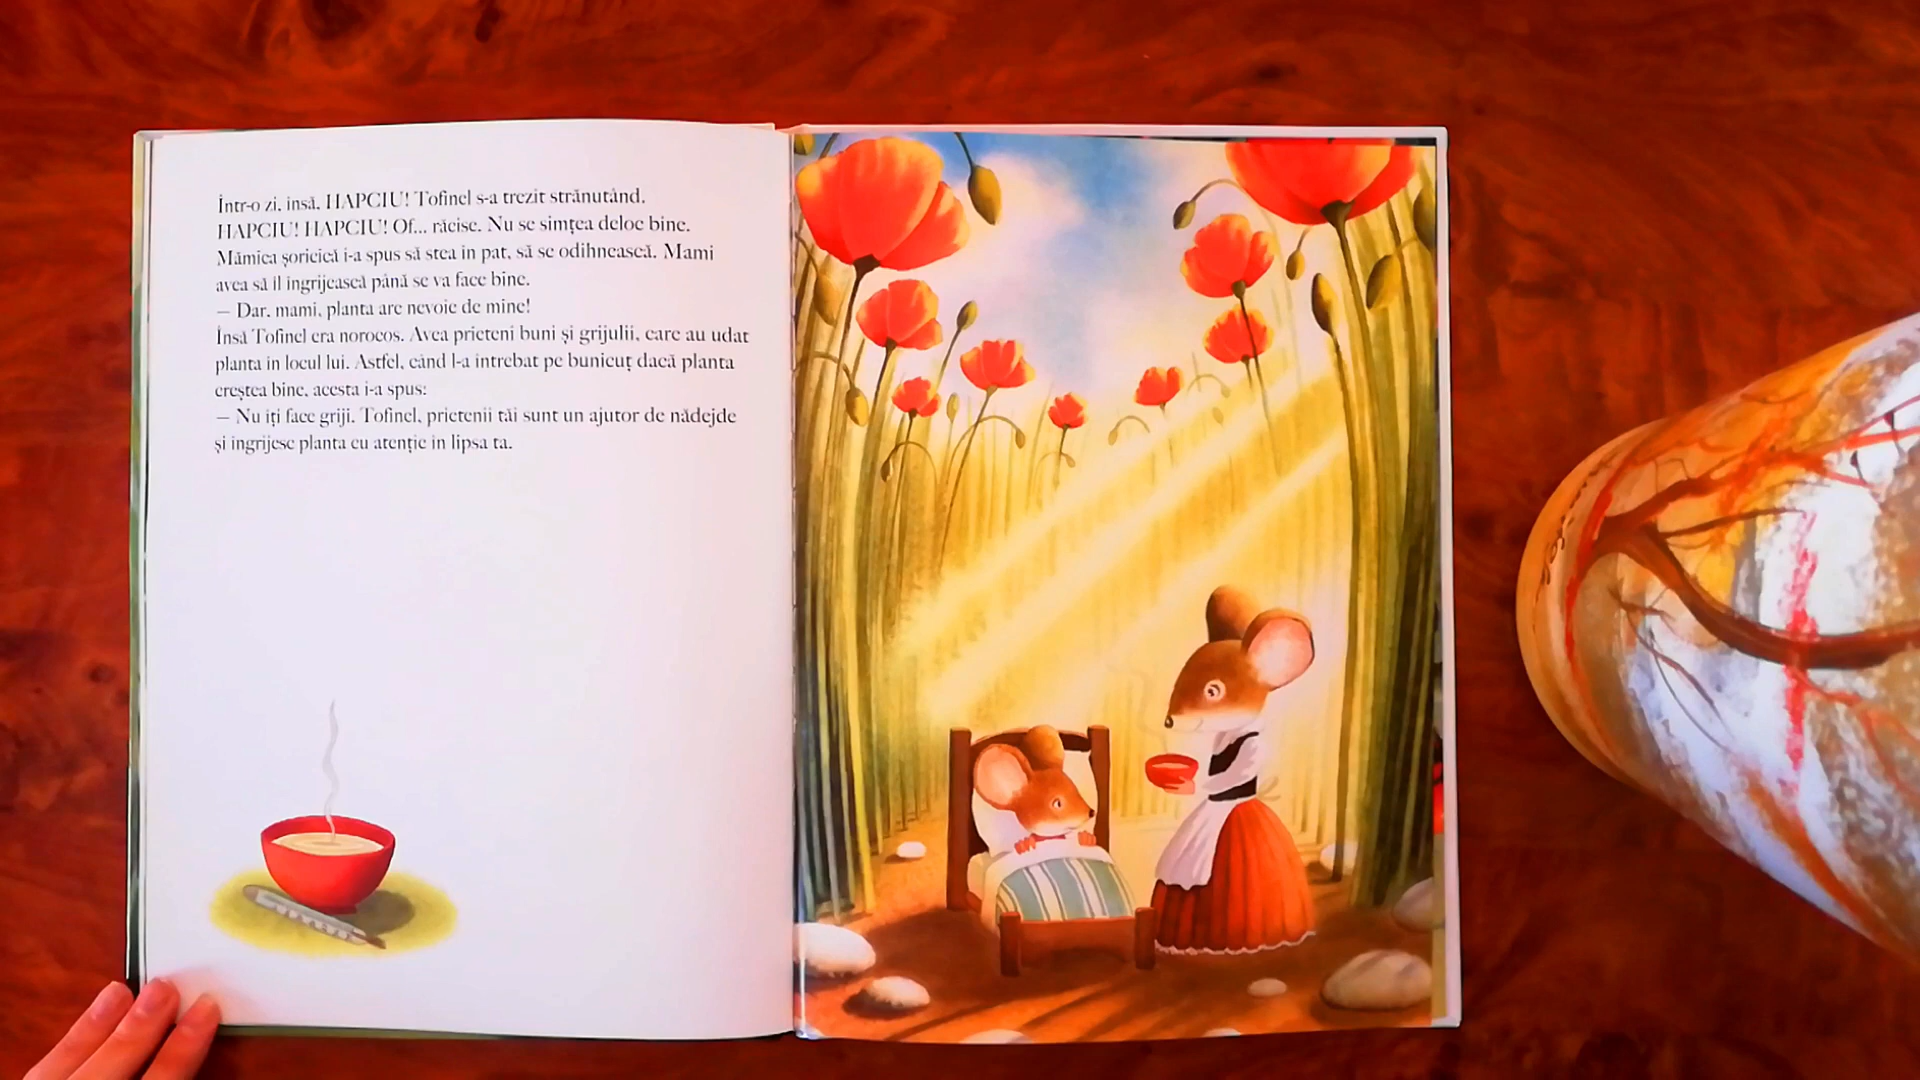 Într-o zi, însă, HAPCIU! Tofinel s-a trezit strănutând.
HAPCIU! HAPCIU! Of... răcise. Nu se simțea deloc bine.
Mămica șoricică i-a spus să stea în pat, să se odihnească. Mami
avea să îl îngrijească până se va face bine.
– Dar, mami, planta are nevoie de mine!
Însă Tofinel era norocos. Avea prieteni buni și grijulii, care au udat
planta în locul lui. Astfel, când l-a întrebat pe bunicuț dacă planta
creștea bine, acesta i-a spus:
– Nu îți face griji, Tofinel, prietenii tăi sunt un ajutor de nădejde
și îngrijesc planta cu atenție în lipsa ta.